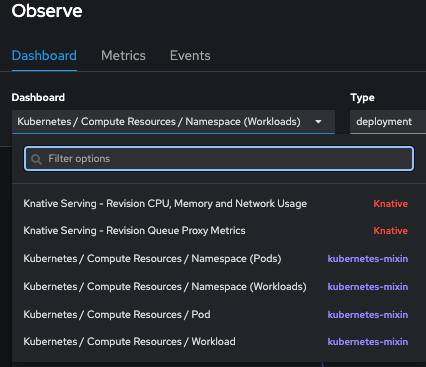 Observe
Dashboard Metrics Events
Dashboard Type
Kubernetes / Compute Resources / Namespace (Workloads) deployment
Filter options
Knative Serving - Revision CPU, Memory and Network Usage Knative
Knative Serving - Revision Queue Proxy Metrics Knative
Kubernetes / Compute Resources / Namespace (Pods) kubernetes-mixin
Kubernetes / Compute Resources / Namespace (Workloads) kubernetes-mixin
Kubernetes / Compute Resources / Pod kubernetes-mixin
Kubernetes / Compute Resources / Workload kubernetes-mixin